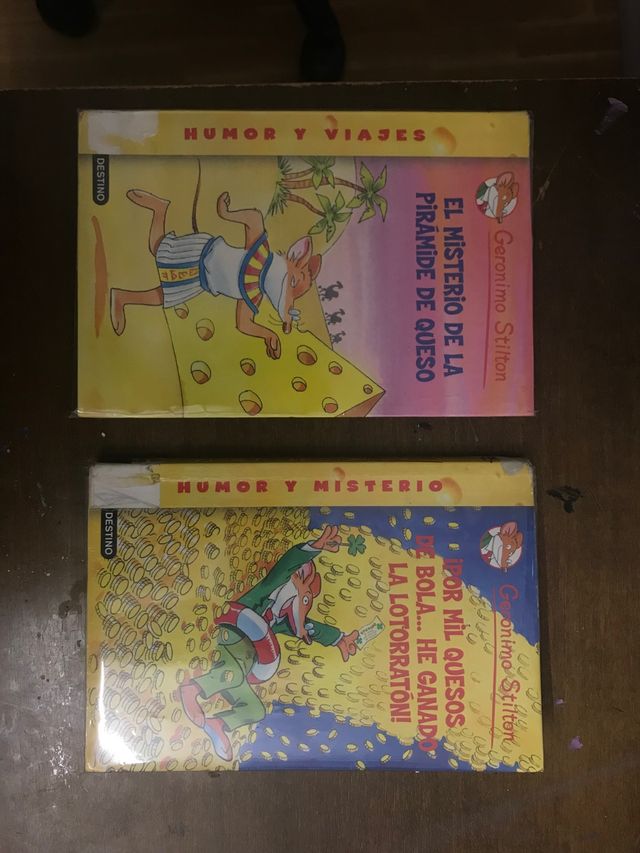 HUMOR Y VIAJES
Geronimo Stilton
EL MISTERIO DE LA
PIRÁMIDE DE QUESO
DESTINO
HUMOR Y MISTERIO
Geronimo Stilton
¡POR MIL QUESOS
DE BOLA... HE GANADO
LA LOTORRATÓN!
DESTINO